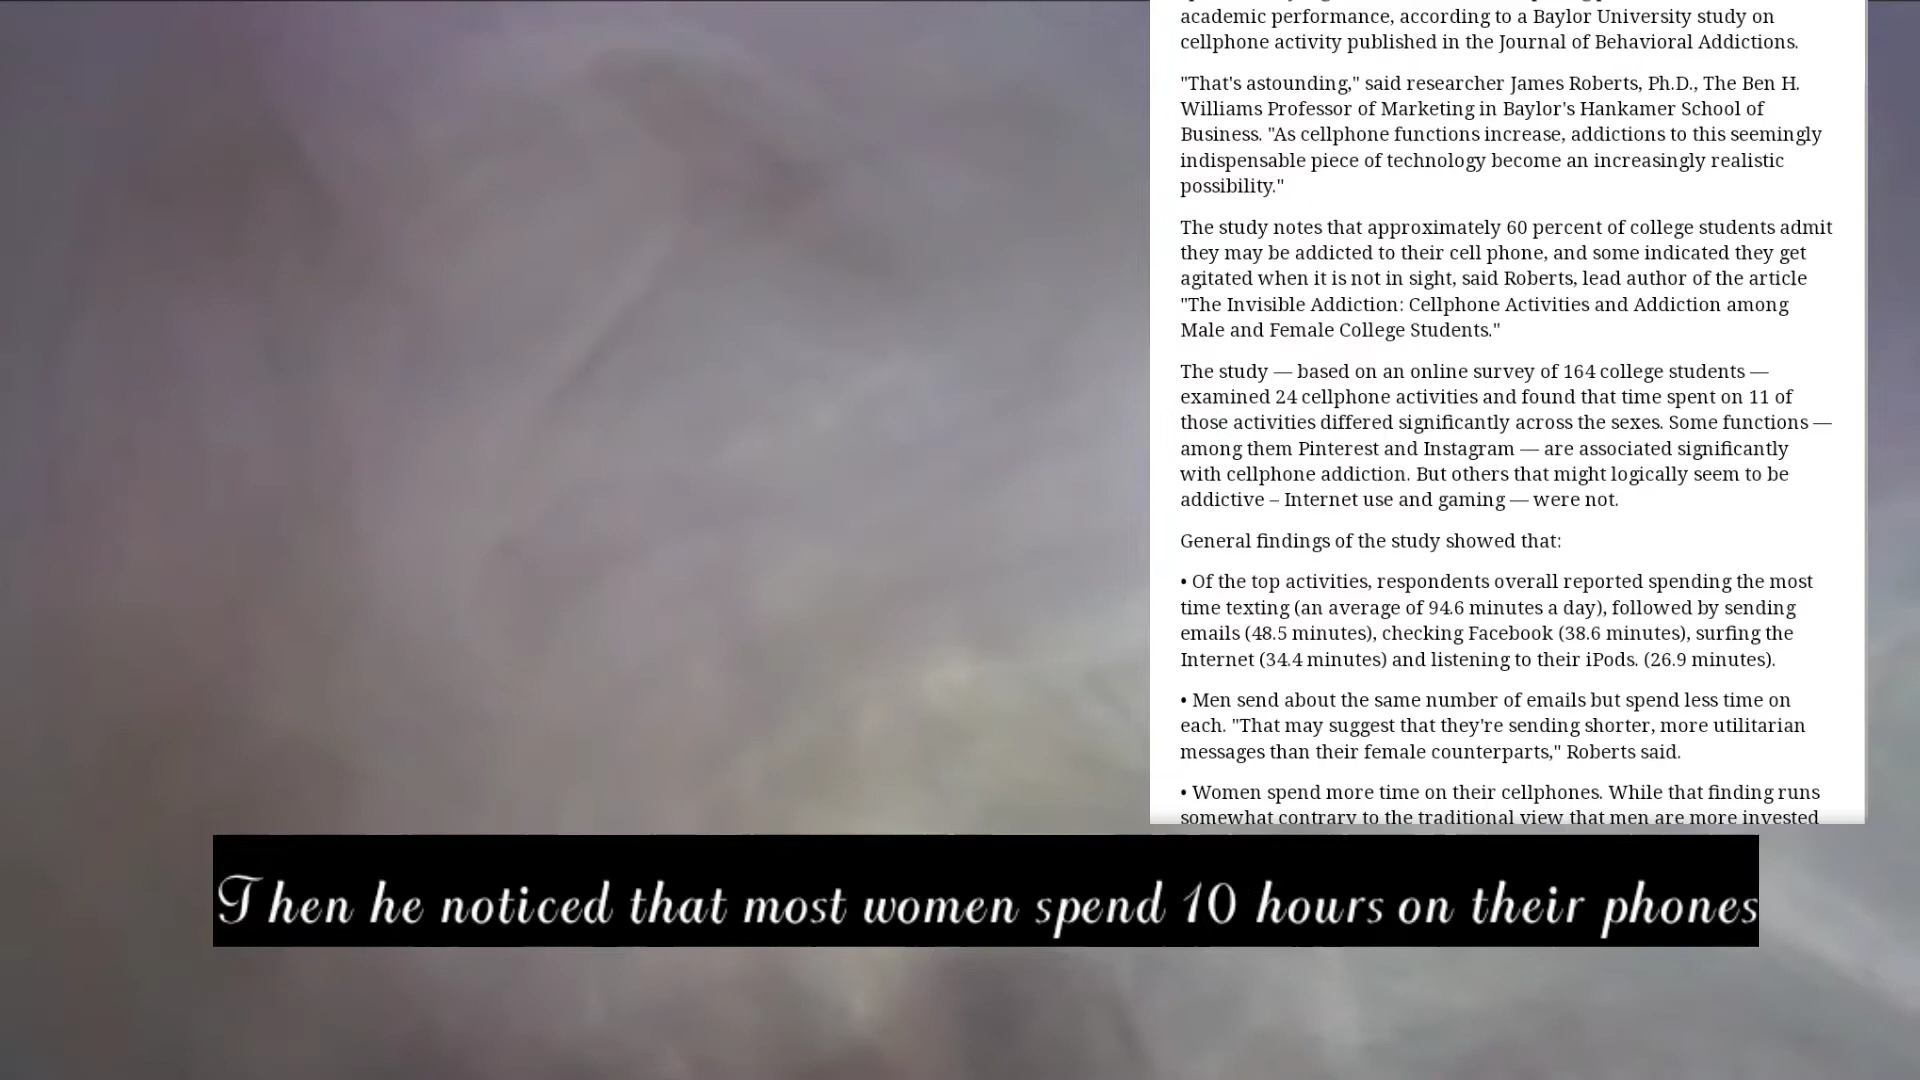 academic performance, according to a Baylor University study on
cellphone activity published in the Journal of Behavioral Addictions.
"That's astounding," said researcher James Roberts, Ph.D., The Ben H.
Williams Professor of Marketing in Baylor's Hankamer School of
Business. "As cellphone functions increase, addictions to this seemingly
indispensable piece of technology become an increasingly realistic
possibility."
The study notes that approximately 60 percent of college students admit
they may be addicted to their cell phone, and some indicated they get
agitated when it is not in sight, said Roberts, lead author of the article
"The Invisible Addiction: Cellphone Activities and Addiction among
Male and Female College Students."
The study — based on an online survey of 164 college students —
examined 24 cellphone activities and found that time spent on 11 of
those activities differed significantly across the sexes. Some functions —
among them Pinterest and Instagram — are associated significantly
with cellphone addiction. But others that might logically seem to be
addictive – Internet use and gaming — were not.
General findings of the study showed that:
• Of the top activities, respondents overall reported spending the most
time texting (an average of 94.6 minutes a day), followed by sending
emails (48.5 minutes), checking Facebook (38.6 minutes), surfing the
Internet (34.4 minutes) and listening to their iPods. (26.9 minutes).
• Men send about the same number of emails but spend less time on
each. "That may suggest that they're sending shorter, more utilitarian
messages than their female counterparts," Roberts said.
• Women spend more time on their cellphones. While that finding runs
somewhat contrary to the traditional view that men are more invested
Then he noticed that most women spend 10 hours on their phones